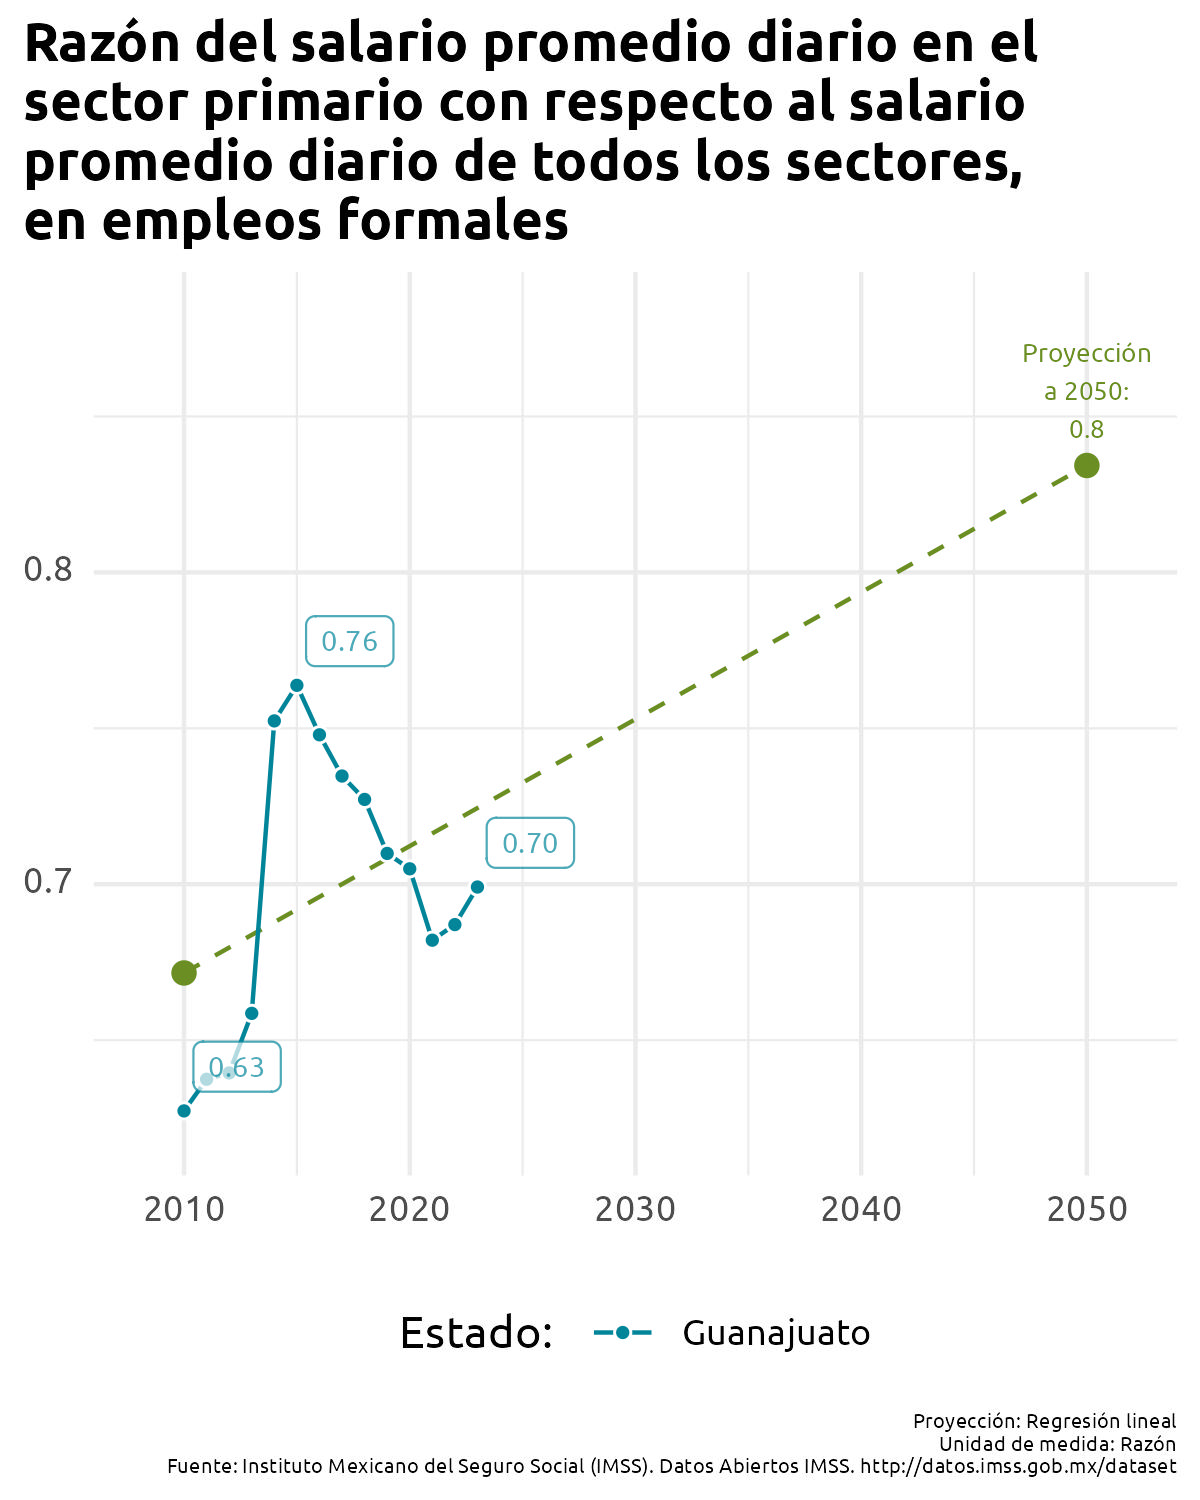 Razón del salario promedio diario en el
sector primario con respecto al salario
promedio diario de todos los sectores,
en empleos formales
Proyección
a 2050:
0.8
0.8
0.76
0.70
0.7
0.63
2010 2020 2030 2040 2050
Estado: Guanajuato
Proyección: Regresión lineal
Unidad de medida: Razón
Fuente: Instituto Mexicano del Seguro Social (IMSS). Datos Abiertos IMSS. http://datos.imss.gob.mx/dataset